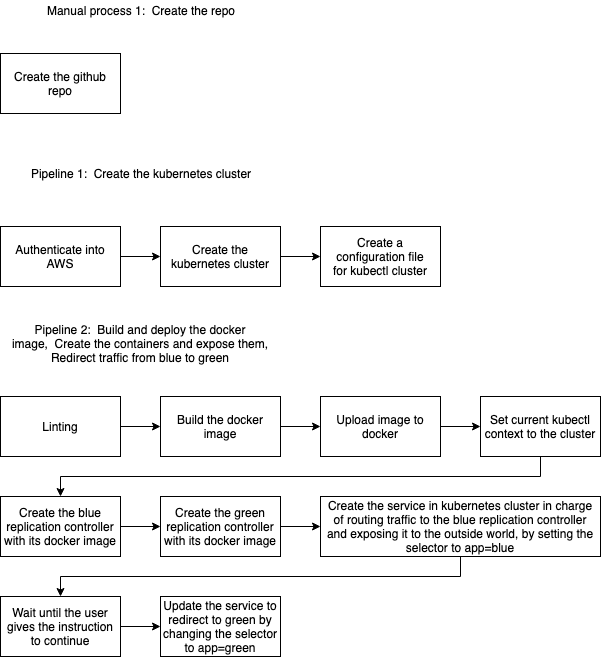 Manual process 1:  Create the repo
Create the github
repo
Pipeline 1:  Create the kubernetes cluster
Authenticate into
AWS
Create the
kubernetes cluster
Create a
configuration file
for kubectl cluster
Pipeline 2:  Build and deploy the docker
image,  Create the containers and expose them,
Redirect traffic from blue to green
Linting
Build the docker
image
Upload image to
docker
Set current kubectl
context to the cluster
Create the blue
replication controller
with its docker image
Create the green
replication controller
with its docker image
Create the service in kubernetes cluster in charge
of routing traffic to the blue replication controller
and exposing it to the outside world, by setting the
selector to app=blue
Wait until the user
gives the instruction
to continue
Update the service to
redirect to green by
changing the selector
to app=green